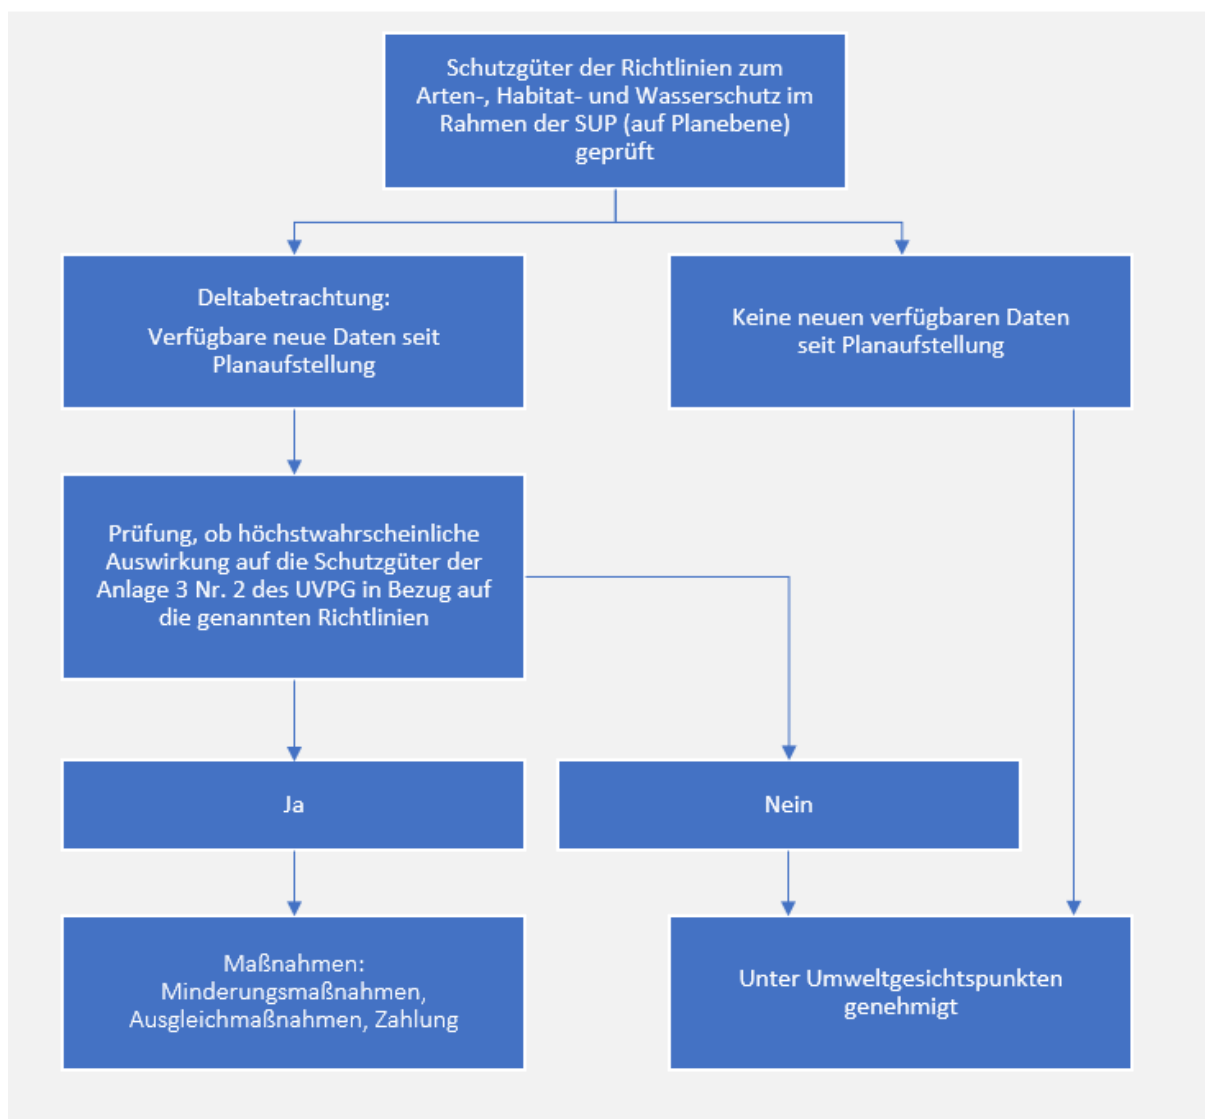 Schutzgüter der Richtlinien zum
Arten-, Habitat- und Wasserschutz im
Rahmen der SUP (auf Planebene)
geprüft
Deltabetrachtung:
Verfügbare neue Daten seit
Planaufstellung
Keine neuen verfügbaren Daten
seit Planaufstellung
Prüfung, ob höchstwahrscheinliche
Auswirkung auf die Schutzgüter der
Anlage 3 Nr. 2 des UVPG in Bezug auf
die genannten Richtlinien
Ja
Nein
Maßnahmen:
Minderungsmaßnahmen,
Ausgleichmaßnahmen, Zahlung
Unter Umweltgesichtspunkten
genehmigt